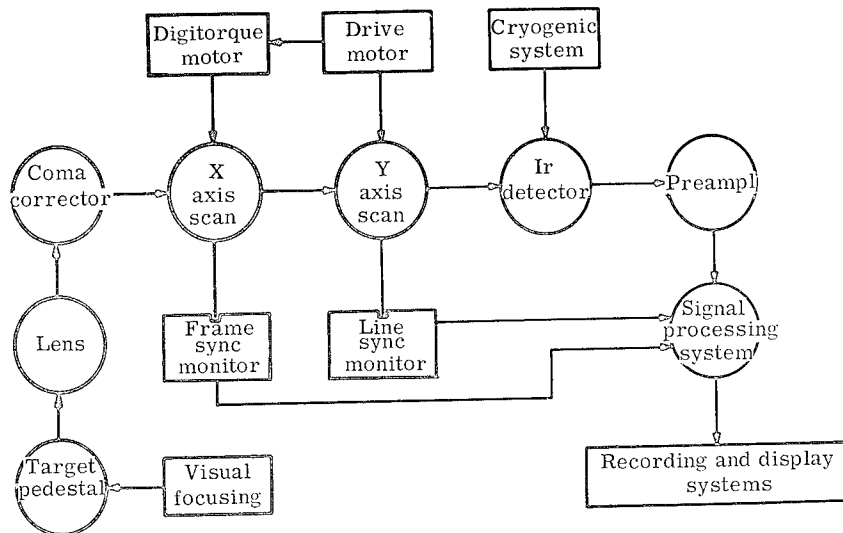 Digitorque
motor
Drive
motor
Cryogenic
system
Coma
corrector
X
axis
scan
Y
axis
scan
Ir
detector
Preampl
Lens
Frame
sync
monitor
Line
sync
monitor
Signal
processing
system
Target
pedestal
Visual
focusing
Recording and display
systems